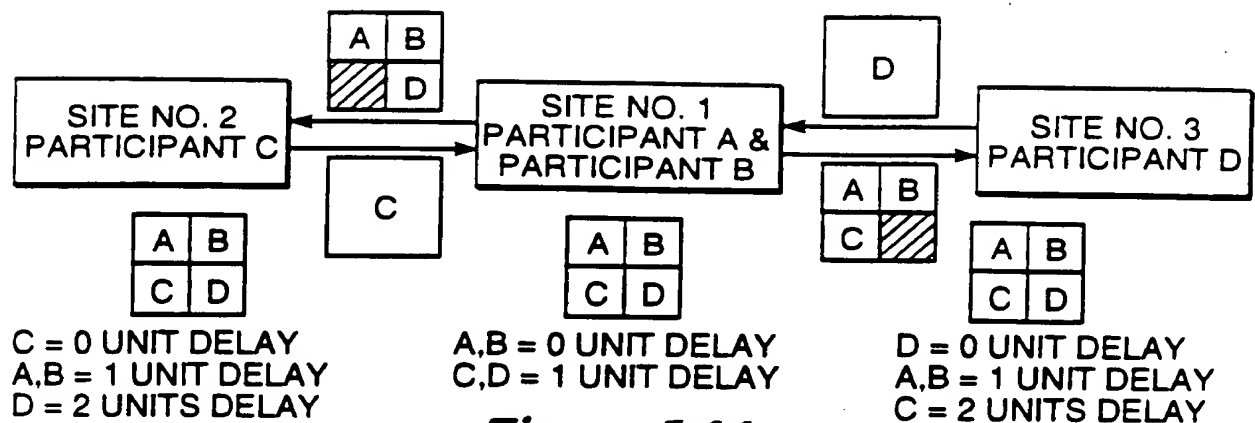 A B
D
D
SITE NO. 2
PARTICIPANT C
SITE NO. 1
PARTICIPANT A &
PARTICIPANT B
SITE NO. 3
PARTICIPANT D
C
A B
C
A B
C D
C = 0 UNIT DELAY
A,B = 1 UNIT DELAY
D = 2 UNITS DELAY
A B
C D
A,B = 0 UNIT DELAY
C,D = 1 UNIT DELAY
A B
C D
D = 0 UNIT DELAY
A,B = 1 UNIT DELAY
C = 2 UNITS DELAY